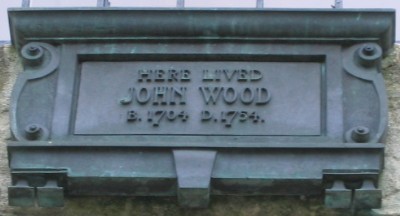 HERE LIVED
JOHN WOOD
B. 1704 D. 1754.